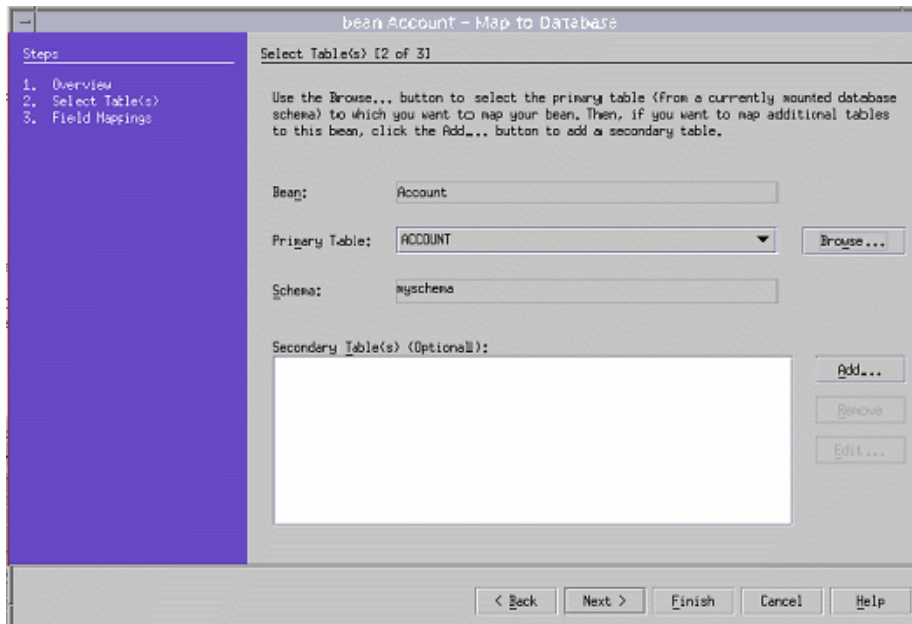 bean Account - Map to Database
Steps
1. Overview
2. Select Table(s)
3. Field Mappings
Select Table(s) [2 of 3]
Use the Browse... button to select the primary table (from a currently mounted database
schema) to which you want to map your bean. Then, if you want to map additional tables
to this bean, click the Add... button to add a secondary table.
Bean: Account
Primary Table: ACCOUNT Browse...
Schema: myschema
Secondary Table(s) (Optional):
Add...
Remove
Edit...
< Back Next > Finish Cancel Help